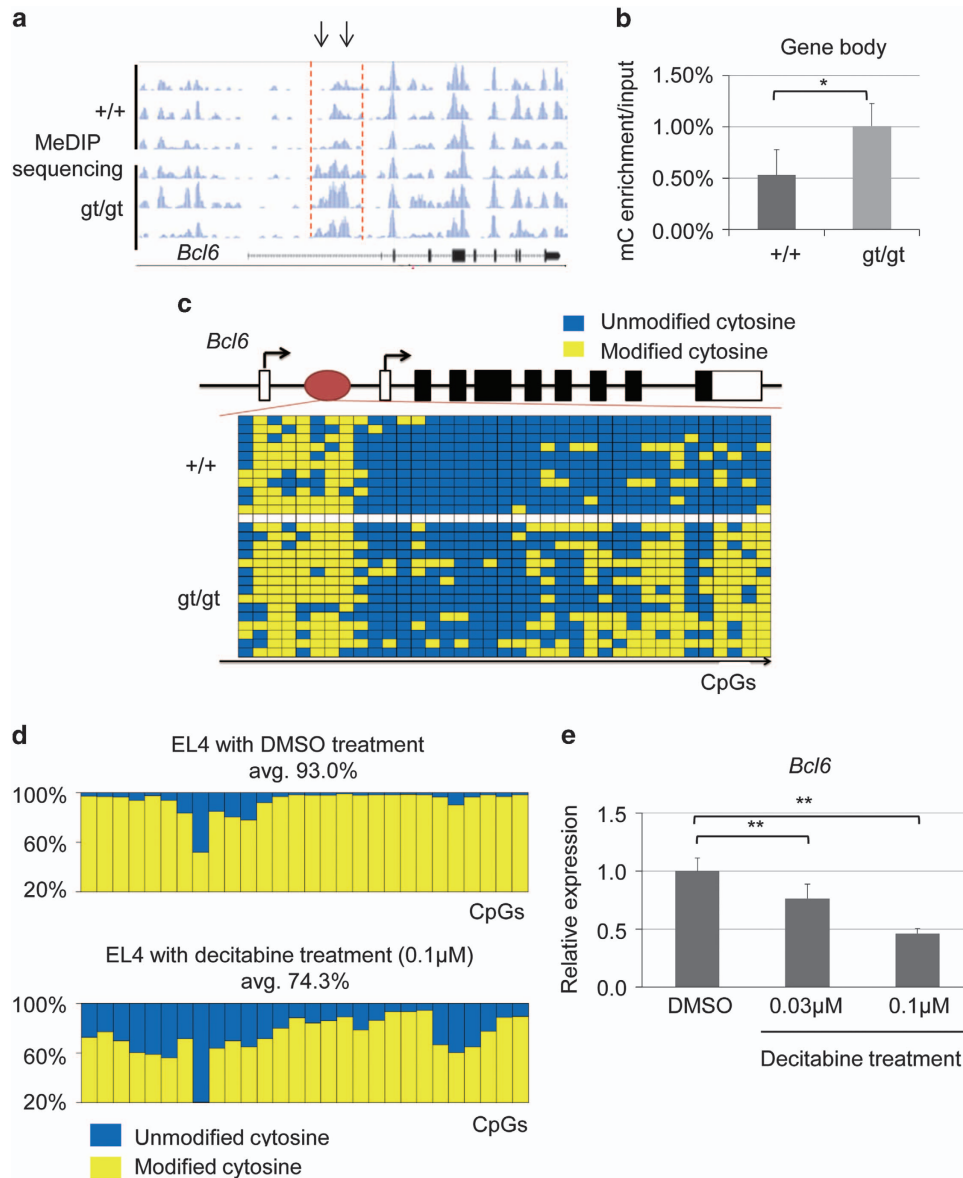 a
+/+
MeDIP
sequencing
gt/gt
Bcl6
b
Gene body
*
mC enrichment/input
1.50%
1.00%
0.50%
0.00%
+/+
gt/gt
c
Bcl6
Unmodified cytosine
Modified cytosine
+/+
gt/gt
CpGs
d
EL4 with DMSO treatment
avg. 93.0%
100%
60%
20%
CpGs
EL4 with decitabine treatment (0.1μM)
avg. 74.3%
100%
60%
20%
CpGs
Unmodified cytosine
Modified cytosine
e
Bcl6
**
**
Relative expression
1.5
1.0
0.5
0.0
DMSO
0.03μM
0.1μM
Decitabine treatment